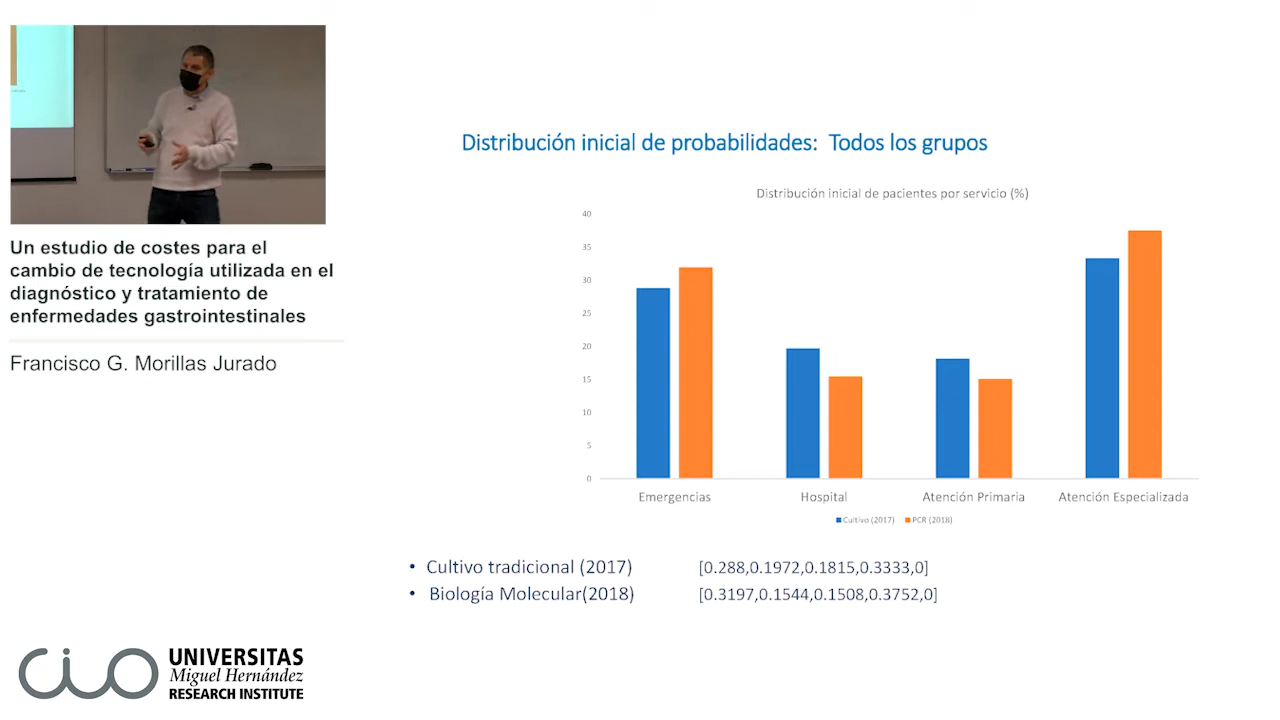 Un estudio de costes para el
cambio de tecnología utilizada en el
diagnóstico y tratamiento de
enfermedades gastrointestinales
Francisco G. Morillas Jurado
Distribución inicial de probabilidades: Todos los grupos
Distribución inicial de pacientes por servicio (%)
40
35
30
25
20
15
10
5
0
Emergencias Hospital Atención Primaria Atención Especializada
Cultivo (2017) PCR (2018)
• Cultivo tradicional (2017) [0.288,0.1972,0.1815,0.3333,0]
• Biología Molecular(2018) [0.3197,0.1544,0.1508,0.3752,0]
cio
UNIVERSITAS
Miguel Hernández
RESEARCH INSTITUTE